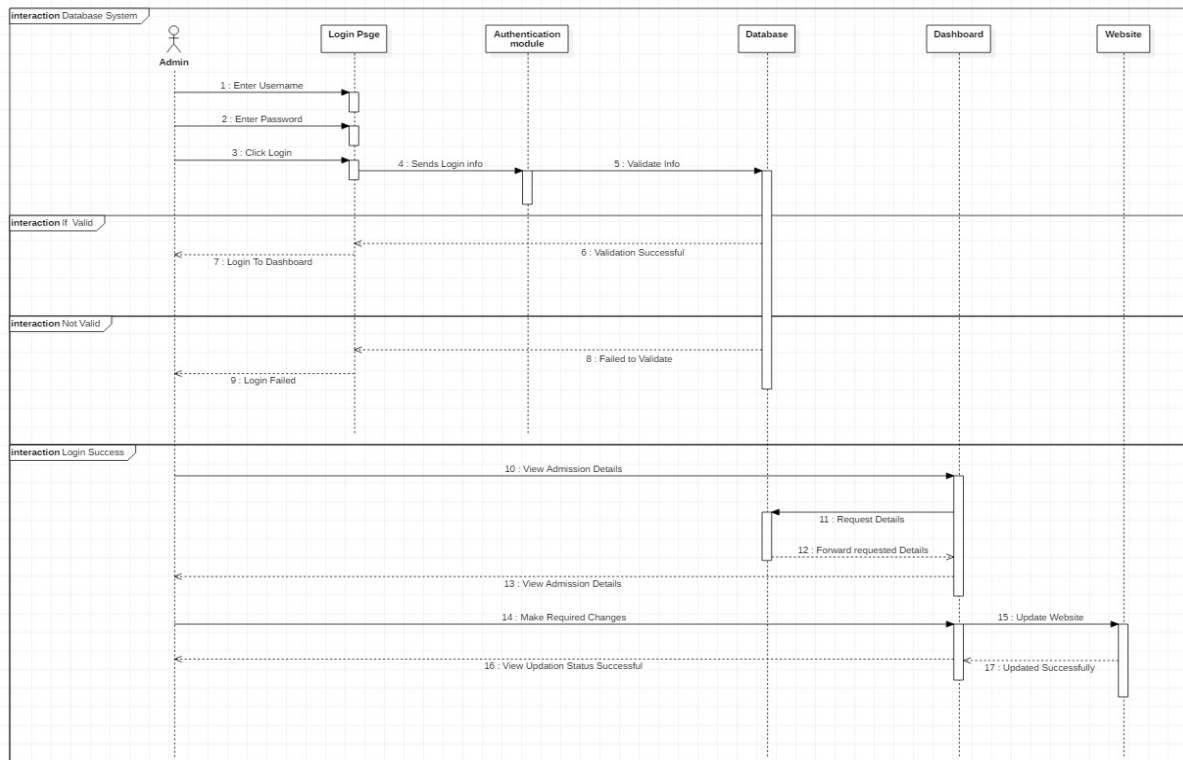 interaction Database System
Admin
Login Psge
Authentication
module
Database
Dashboard
Website
1 : Enter Username
2 : Enter Password
3 : Click Login
4 : Sends Login info
5 : Validate Info
interaction If Valid
6 : Validation Successful
7 : Login To Dashboard
interaction Not Valid
8 : Failed to Validate
9 : Login Failed
interaction Login Success
10 : View Admission Details
11 : Request Details
12 : Forward requested Details
13 : View Admission Details
14 : Make Required Changes
15 : Update Website
16 : View Updation Status Successful
17 : Updated Successfully